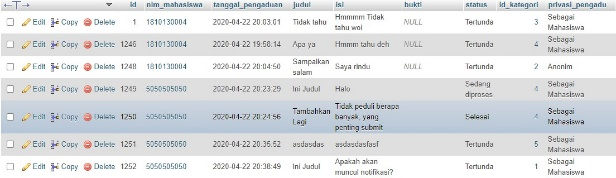 id nim_mahasiswa tanggal_pengaduan judul isi bukti status id_kategori privasi_pengadu
Edit Copy Delete 1 1810130004 2020-04-22 20:03:01 Tidak tahu Hmmmm Tidak tahu woi NULL Tertunda 3 Sebagai Mahasiswa
Edit Copy Delete 1246 1810130004 2020-04-22 19:58:14 Apa ya Hmmm tahu deh NULL Tertunda 4 Sebagai Mahasiswa
Edit Copy Delete 1248 1810130004 2020-04-22 20:04:50 Sampaikan salam Saya rindu NULL Tertunda 2 Anonim
Edit Copy Delete 1249 5050505050 2020-04-22 20:23:29 Ini Judul Halo Sedang diproses 4 Sebagai Mahasiswa
Edit Copy Delete 1250 5050505050 2020-04-22 20:24:56 Tambahkan Lagi Tidak peduli berapa banyak, yang penting submit Selesai 4 Sebagai Mahasiswa
Edit Copy Delete 1251 5050505050 2020-04-22 20:35:52 asdasdas asdasdasfasf Tertunda 5 Sebagai Mahasiswa
Edit Copy Delete 1252 5050505050 2020-04-22 20:38:49 Ini Judul Apakah akan muncul notifikasi? Tertunda 1 Sebagai Mahasiswa